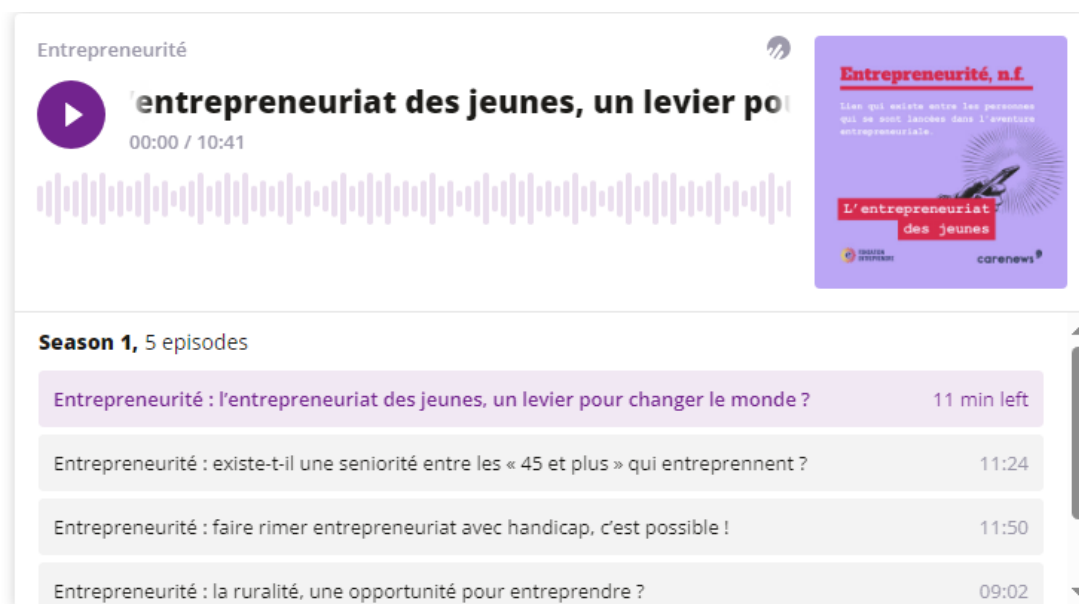 Entrepreneurité
'entrepreneuriat des jeunes, un levier po
00:00 / 10:41
Entrepreneurité, n.f.
Lien qui existe entre les personnes
qui se sont lancées dans l'aventure
entrepreneuriale.
L'entrepreneuriat
des jeunes
FONDATION
ENTREPRENDRE
carenews
Season 1, 5 episodes
Entrepreneurité : l’entrepreneuriat des jeunes, un levier pour changer le monde ? 11 min left
Entrepreneurité : existe-t-il une seniorité entre les « 45 et plus » qui entreprennent ? 11:24
Entrepreneurité : faire rimer entrepreneuriat avec handicap, c’est possible ! 11:50
Entrepreneurité : la ruralité, une opportunité pour entreprendre ? 09:02